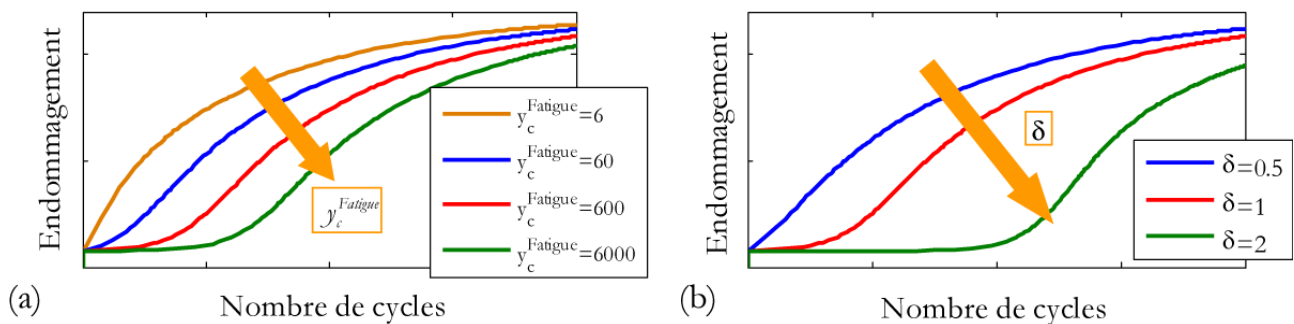 Endommagement
y_c^Fatigue=6
y_c^Fatigue=60
y_c^Fatigue=600
y_c^Fatigue=6000
y_c^Fatigue
(a)
Nombre de cycles
Endommagement
δ
δ=0.5
δ=1
δ=2
(b)
Nombre de cycles